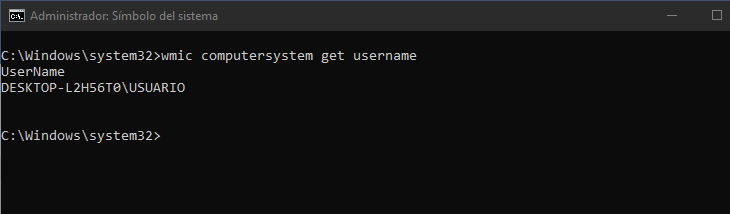 Administrador: Símbolo del sistema
C:\Windows\system32>wmic computersystem get username
UserName
DESKTOP-L2H56T0\USUARIO
C:\Windows\system32>